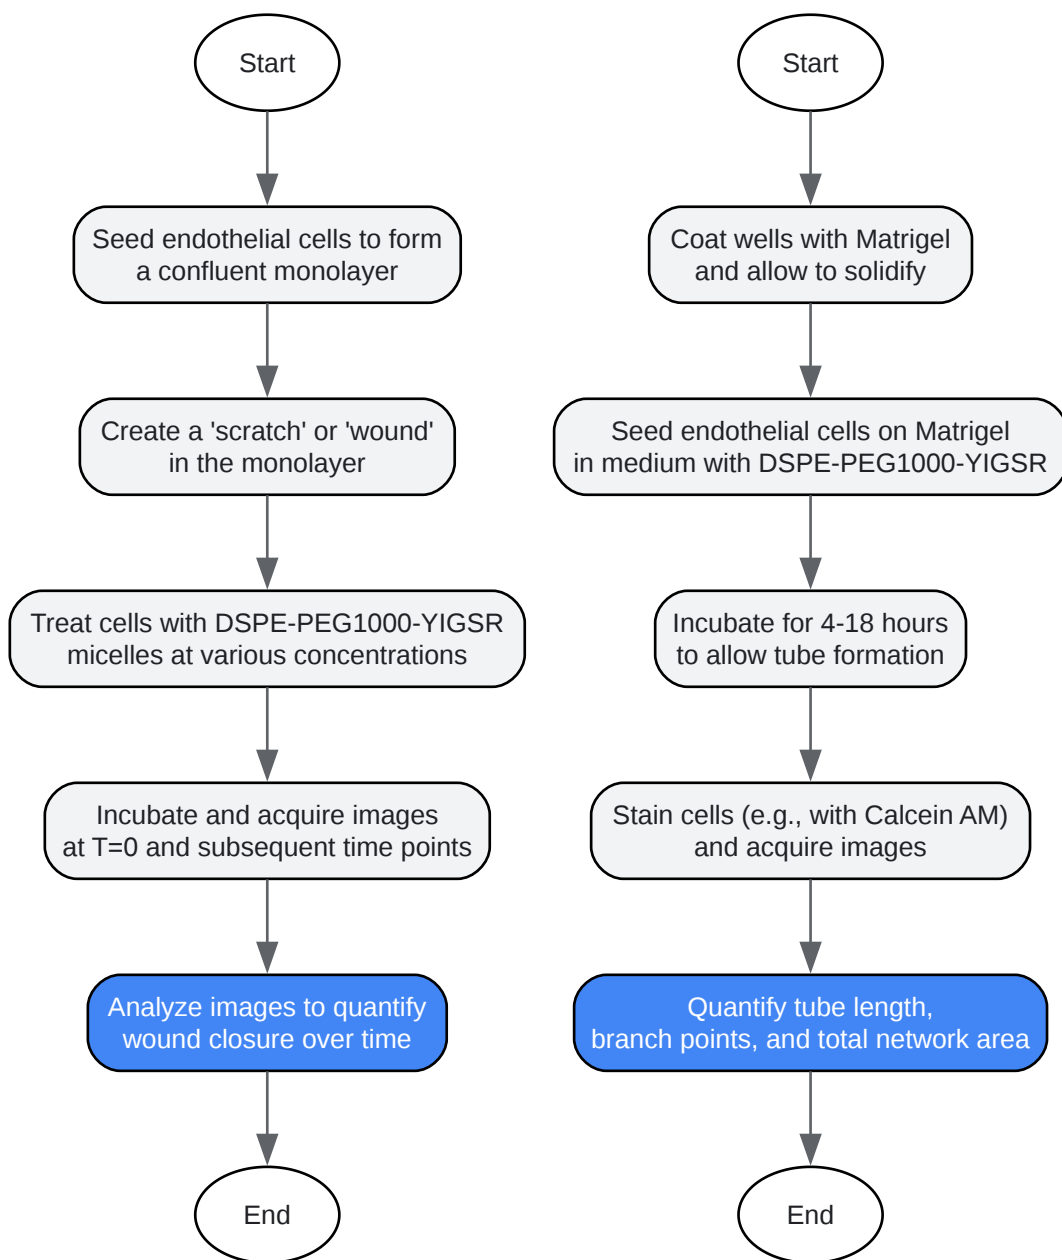 Start
Seed endothelial cells to form
a confluent monolayer
Create a 'scratch' or 'wound'
in the monolayer
Treat cells with DSPE-PEG1000-YIGSR
micelles at various concentrations
Incubate and acquire images
at T=0 and subsequent time points
Analyze images to quantify
wound closure over time
End
Start
Coat wells with Matrigel
and allow to solidify
Seed endothelial cells on Matrigel
in medium with DSPE-PEG1000-YIGSR
Incubate for 4-18 hours
to allow tube formation
Stain cells (e.g., with Calcein AM)
and acquire images
Quantify tube length,
branch points, and total network area
End